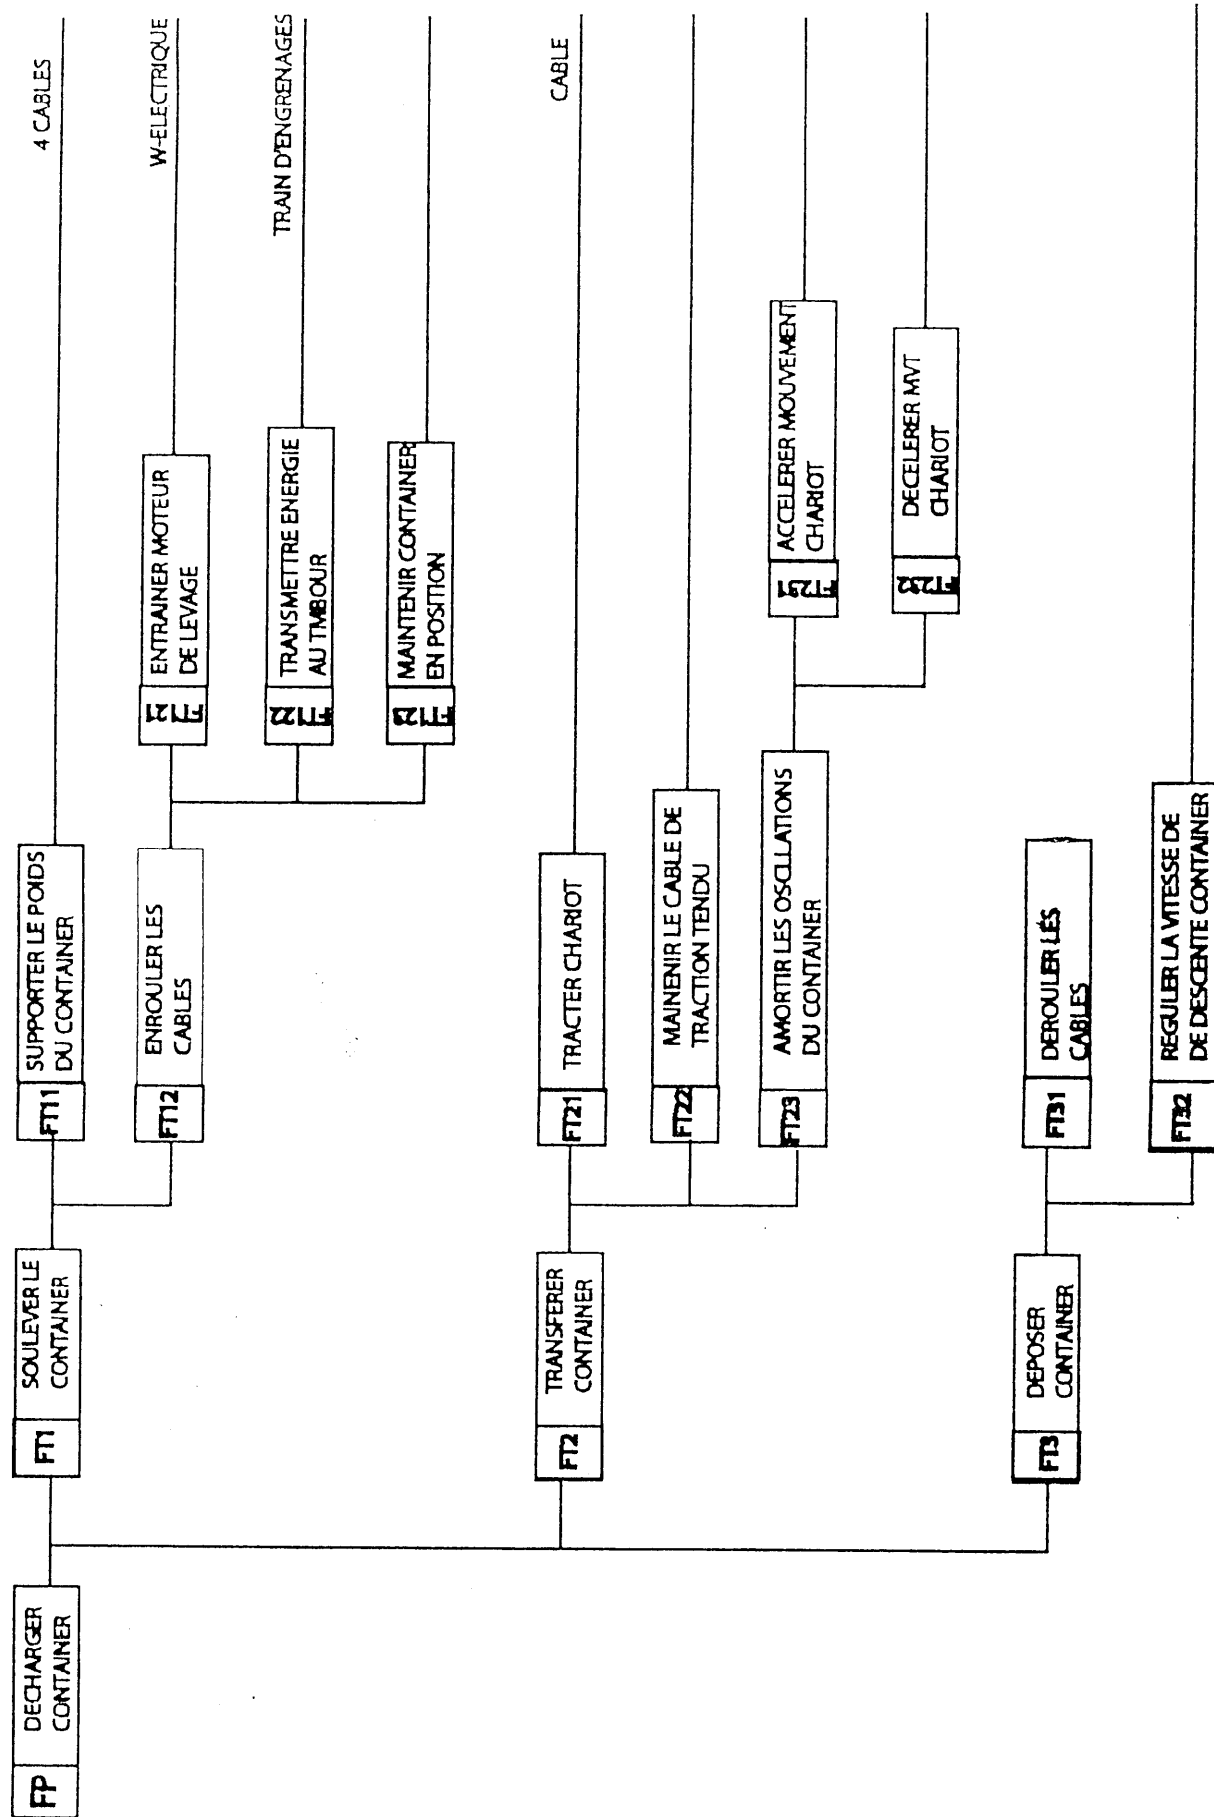 FP
DECHARGER
CONTAINER
FT1
SOULEVER LE
CONTAINER
FT11
SUPPORTER LE POIDS
DU CONTAINER
4 CABLES
FT12
ENROULER LES
CABLES
FT121
ENTRAINER MOTEUR
DE LEVAGE
W-ELECTRIQUE
FT122
TRANSMETTRE ENERGIE
AU TMBOUR
TRAIN D'ENGRENAGES
FT123
MAINTENIR CONTAINER
EN POSITION
FT2
TRANSFERER
CONTAINER
FT21
TRACTER CHARIOT
CABLE
FT22
MAINENIR LE CABLE DE
TRACTION TENDU
FT23
AMORTIR LES OSCILLATIONS
DU CONTAINER
FT231
ACCELERER MOUVEMENT
CHARIOT
FT232
DECELERER MVT
CHARIOT
FT3
DEPOSER
CONTAINER
FT31
DEROULER LES
CABLES
FT32
REGULER LA VITESSE DE
DE DESCENTE CONTAINER